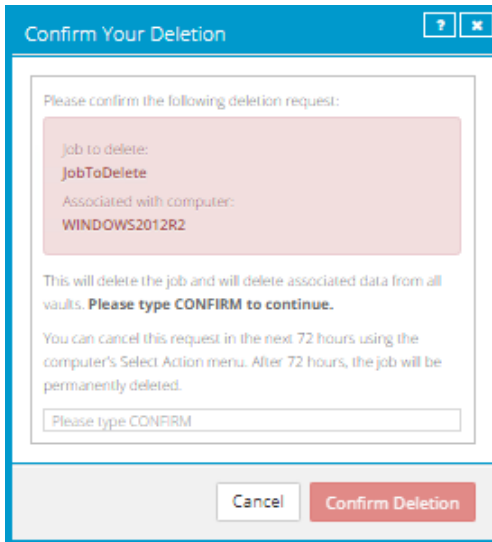 Confirm Your Deletion
? ×
Please confirm the following deletion request:
Job to delete:
JobToDelete
Associated with computer:
WINDOWS2012R2
This will delete the job and will delete associated data from all
vaults. Please type CONFIRM to continue.
You can cancel this request in the next 72 hours using the
computer's Select Action menu. After 72 hours, the job will be
permanently deleted.
Please type CONFIRM
Cancel Confirm Deletion